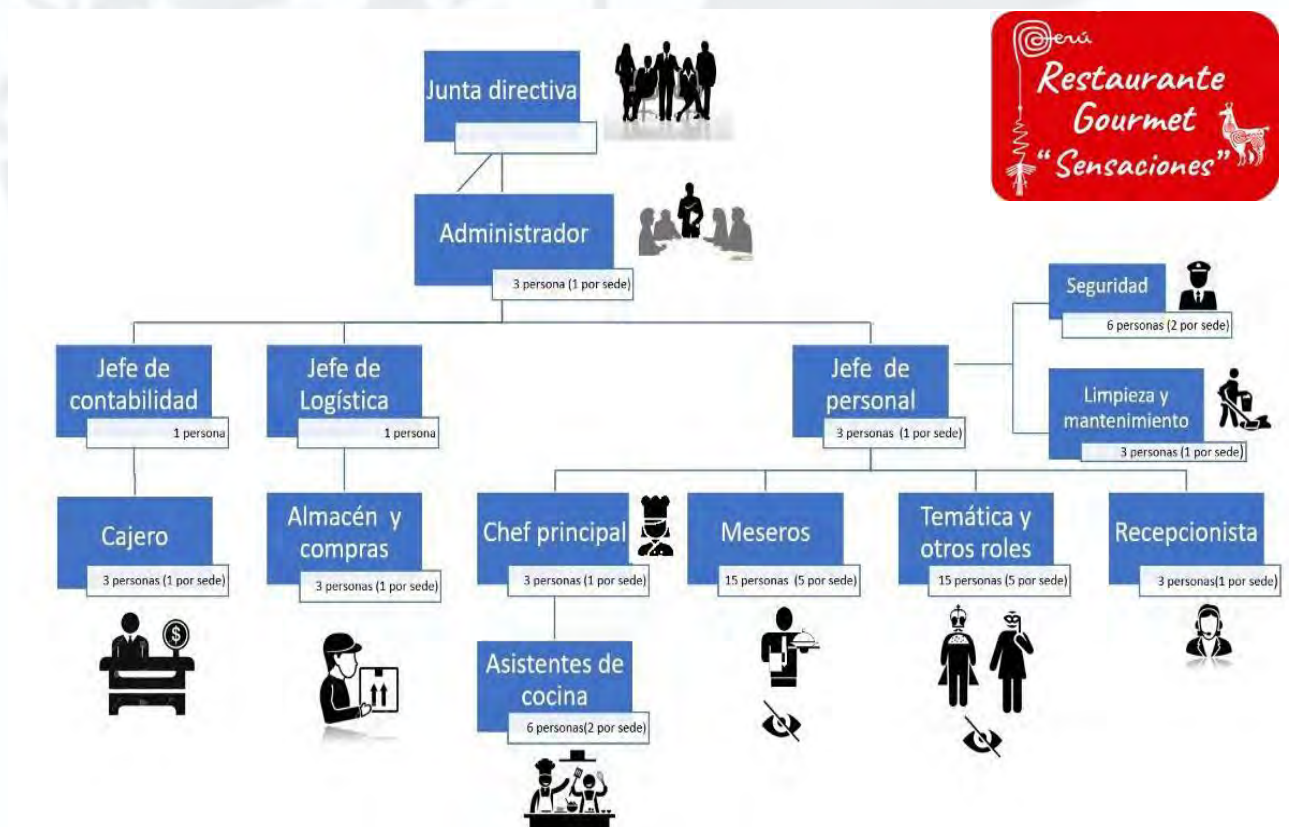 Perú
Restaurante
Gourmet
“Sensaciones”
Junta directiva
Administrador
3 persona (1 por sede)
Seguridad
6 personas (2 por sede)
Limpieza y
mantenimiento
3 personas (1 por sede)
Jefe de
contabilidad
1 persona
Jefe de
Logística
1 persona
Jefe de
personal
3 personas (1 por sede)
Cajero
3 personas (1 por sede)
Almacén y
compras
3 personas (1 por sede)
Chef principal
3 personas (1 por sede)
Meseros
15 personas (5 por sede)
Temática y
otros roles
15 personas (5 por sede)
Recepcionista
3 personas(1 por sede)
Asistentes de
cocina
6 personas(2 por sede)
$